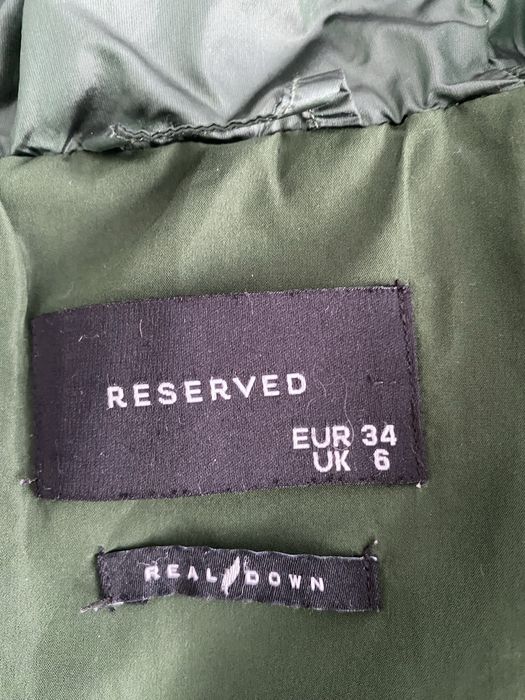 RESERVED
EUR 34
UK 6
REAL DOWN